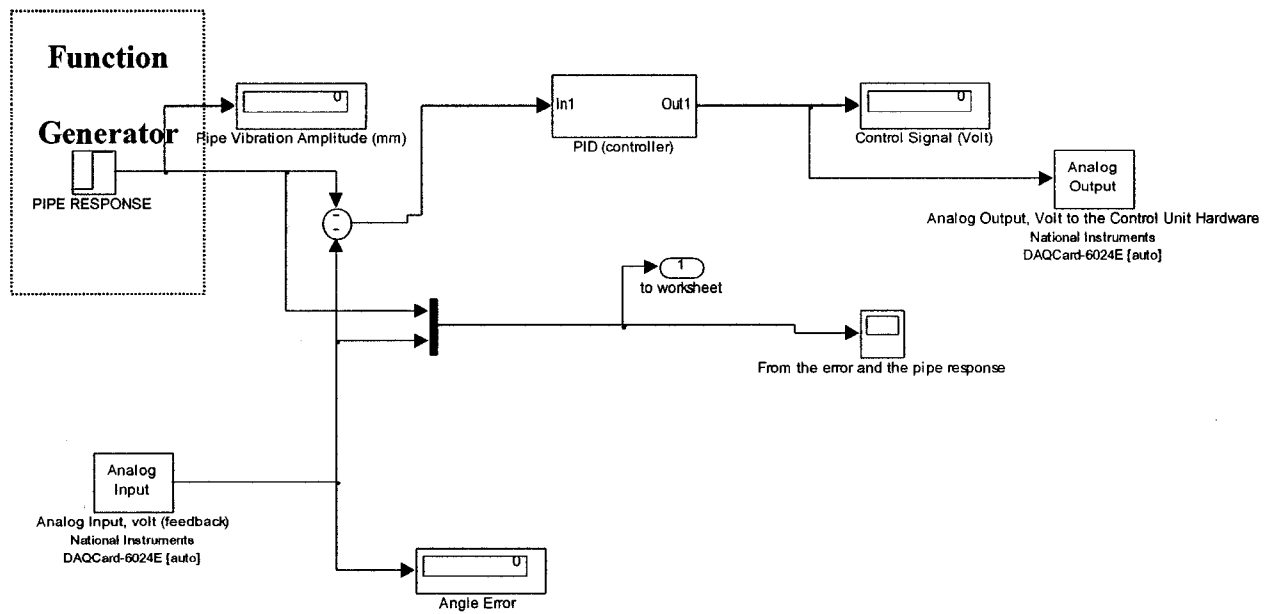 Function
Generator
0
Pipe Vibration Amplitude (mm)
PIPE RESPONSE
In1
Out1
PID (controller)
0
Control Signal (Volt)
Analog
Output
Analog Output, Volt to the Control Unit Hardware
National Instruments
DAQCard-6024E [auto]
-
-
1
to worksheet
From the error and the pipe response
Analog
Input
Analog Input, volt (feedback)
National Instruments
DAQCard-6024E [auto]
0
Angle Error